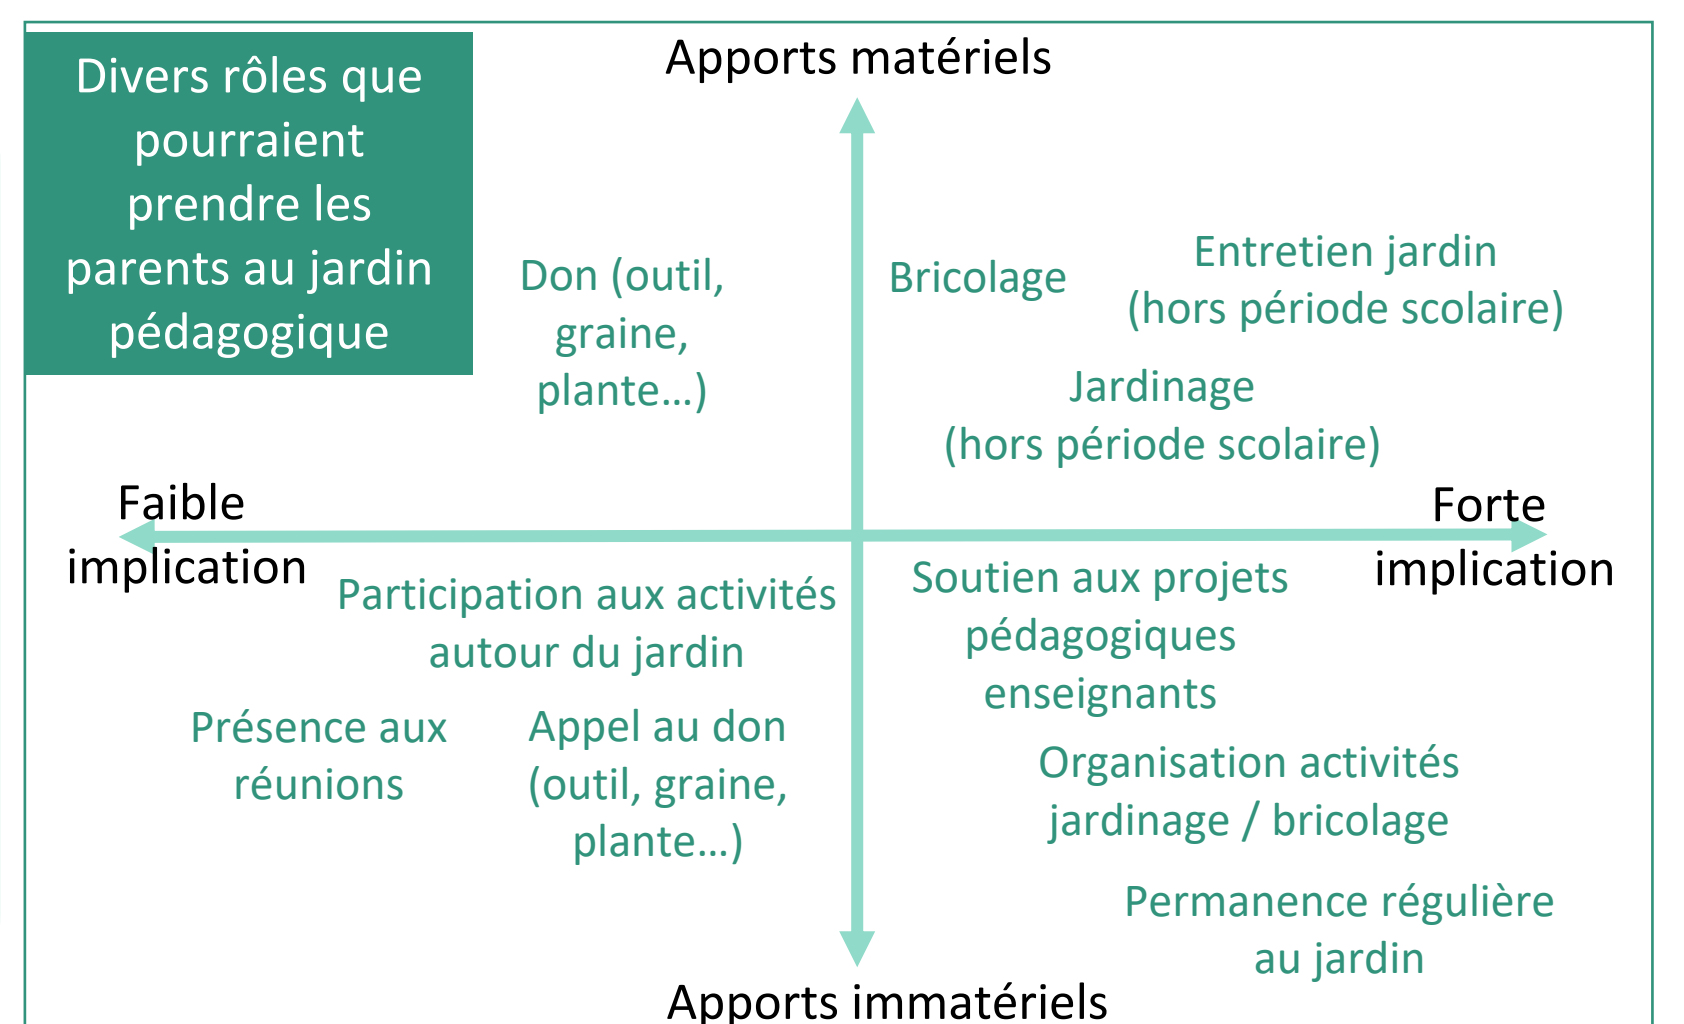 Divers rôles que
pourraient
prendre les
parents au jardin
pédagogique
Apports matériels
Don (outil,
graine,
plante…)
Bricolage
Entretien jardin
(hors période scolaire)
Jardinage
(hors période scolaire)
Faible
implication
Forte
implication
Participation aux activités
autour du jardin
Présence aux
réunions
Appel au don
(outil, graine,
plante…)
Soutien aux projets
pédagogiques
enseignants
Organisation activités
jardinage / bricolage
Permanence régulière
au jardin
Apports immatériels